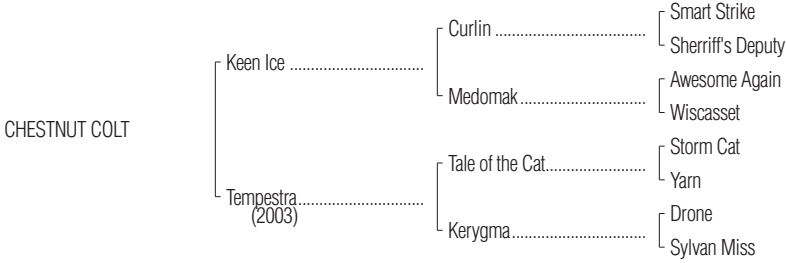 Smart Strike
Curlin ....................................
Sherriff's Deputy
Keen Ice ................................
Awesome Again
Medomak..............................
Wiscasset
CHESTNUT COLT
Storm Cat
Tale of the Cat........................
Yarn
Tempestra..............................
(2003)
Drone
Kerygma................................
Sylvan Miss